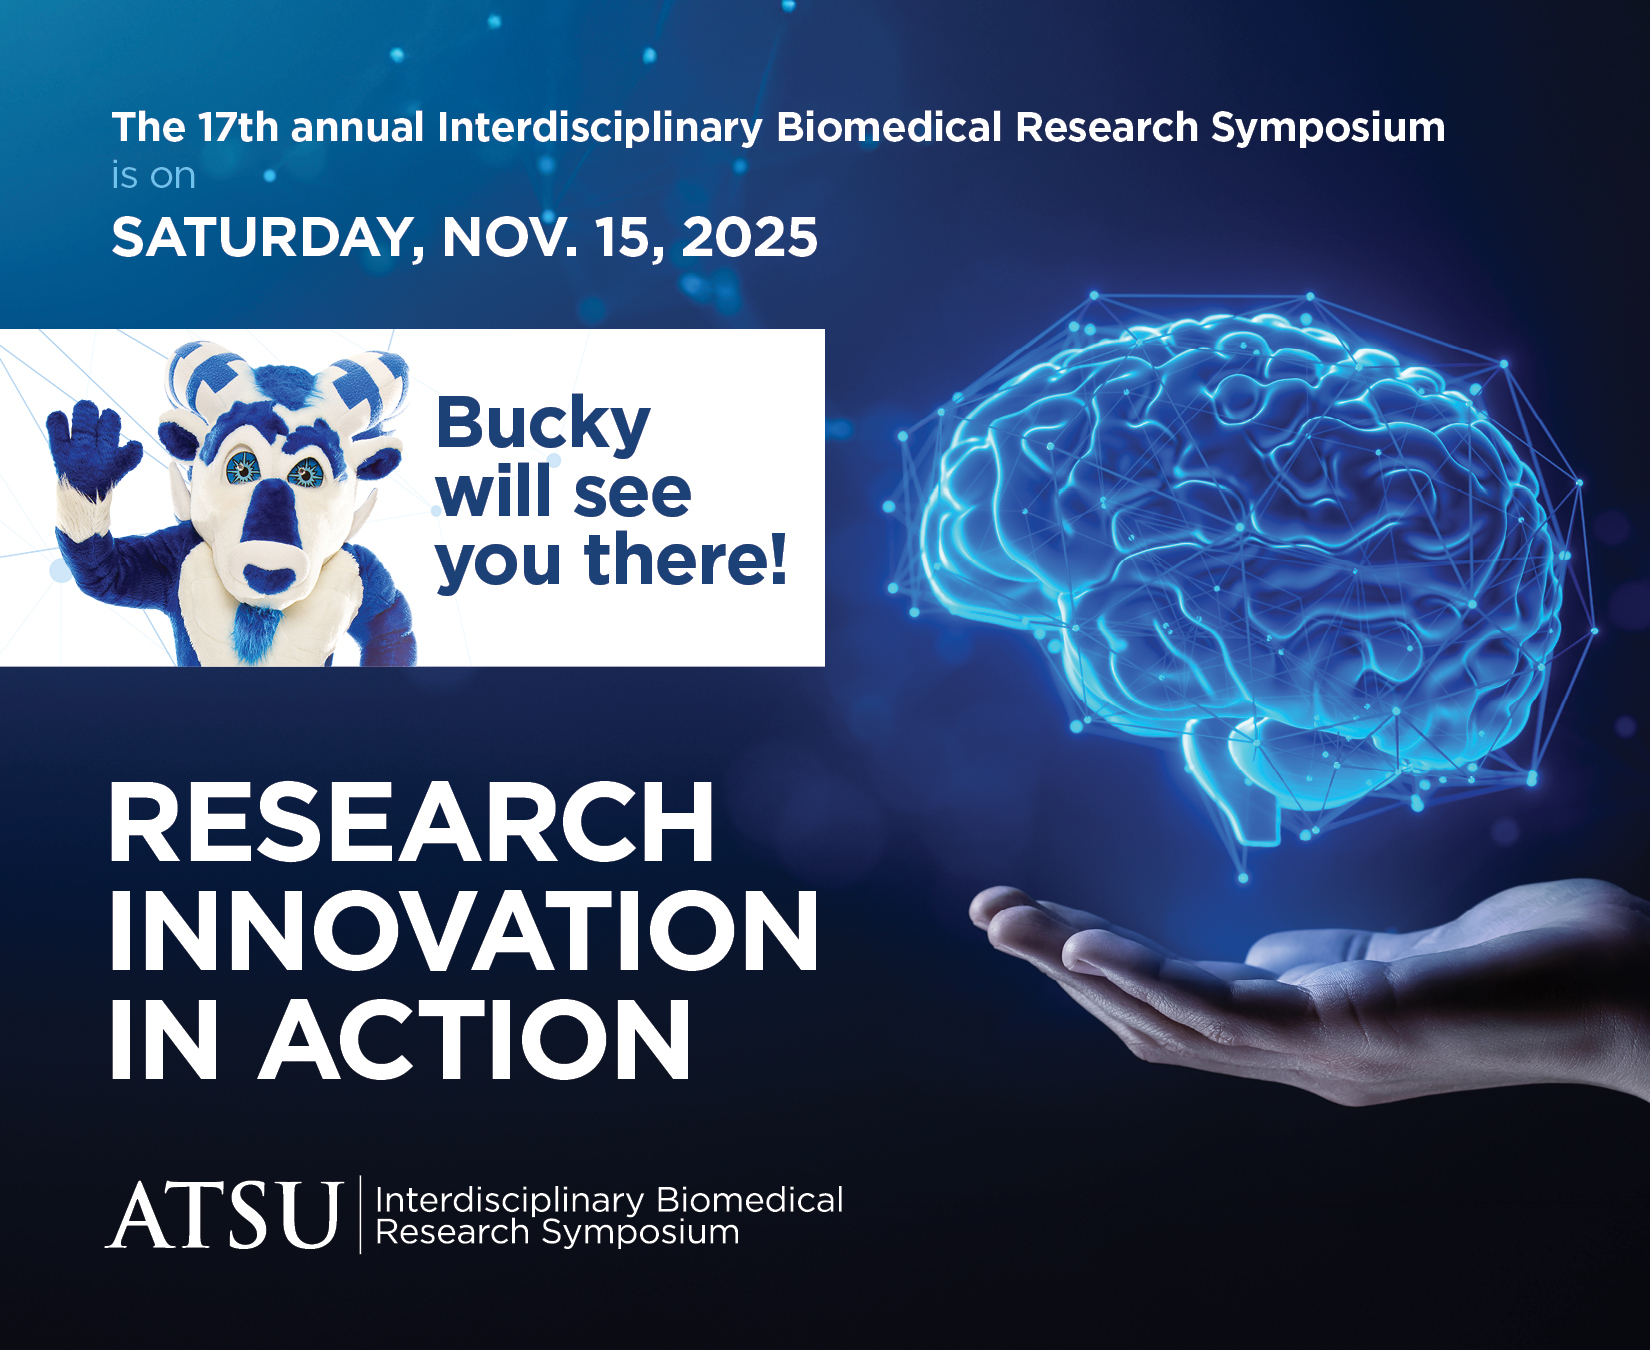 The 17th annual Interdisciplinary Biomedical Research Symposium
is on
SATURDAY, NOV. 15, 2025
Bucky
will see
you there!
RESEARCH
INNOVATION
IN ACTION
ATSU
Interdisciplinary Biomedical
Research Symposium